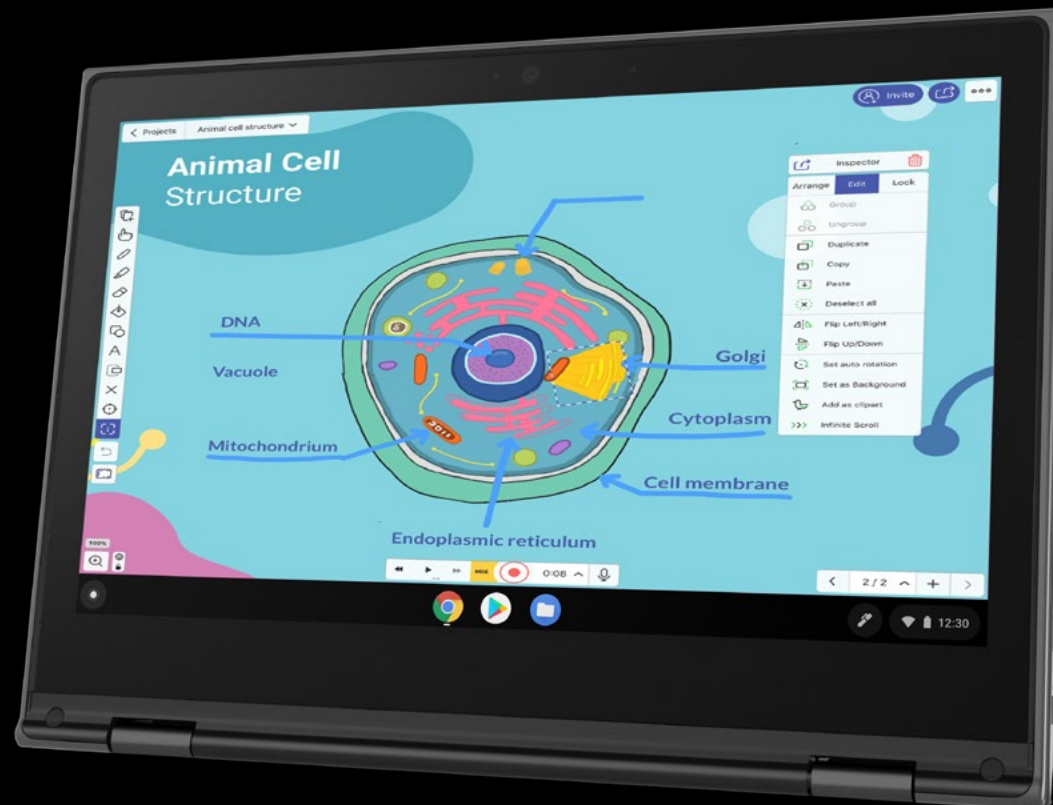 Invite
Projects
Animal cell structure
Animal Cell
Structure
Inspector
Arrange Edit Lock
Group
Ungroup
Duplicate
Copy
Paste
Deselect all
Flip Left/Right
Flip Up/Down
Set auto rotation
Set as Background
Add as clipart
Infinite Scroll
DNA
Vacuole
Golgi
Cytoplasm
Mitochondrium
Cell membrane
Endoplasmic reticulum
100%
MIX
0:08
2/2
12:30